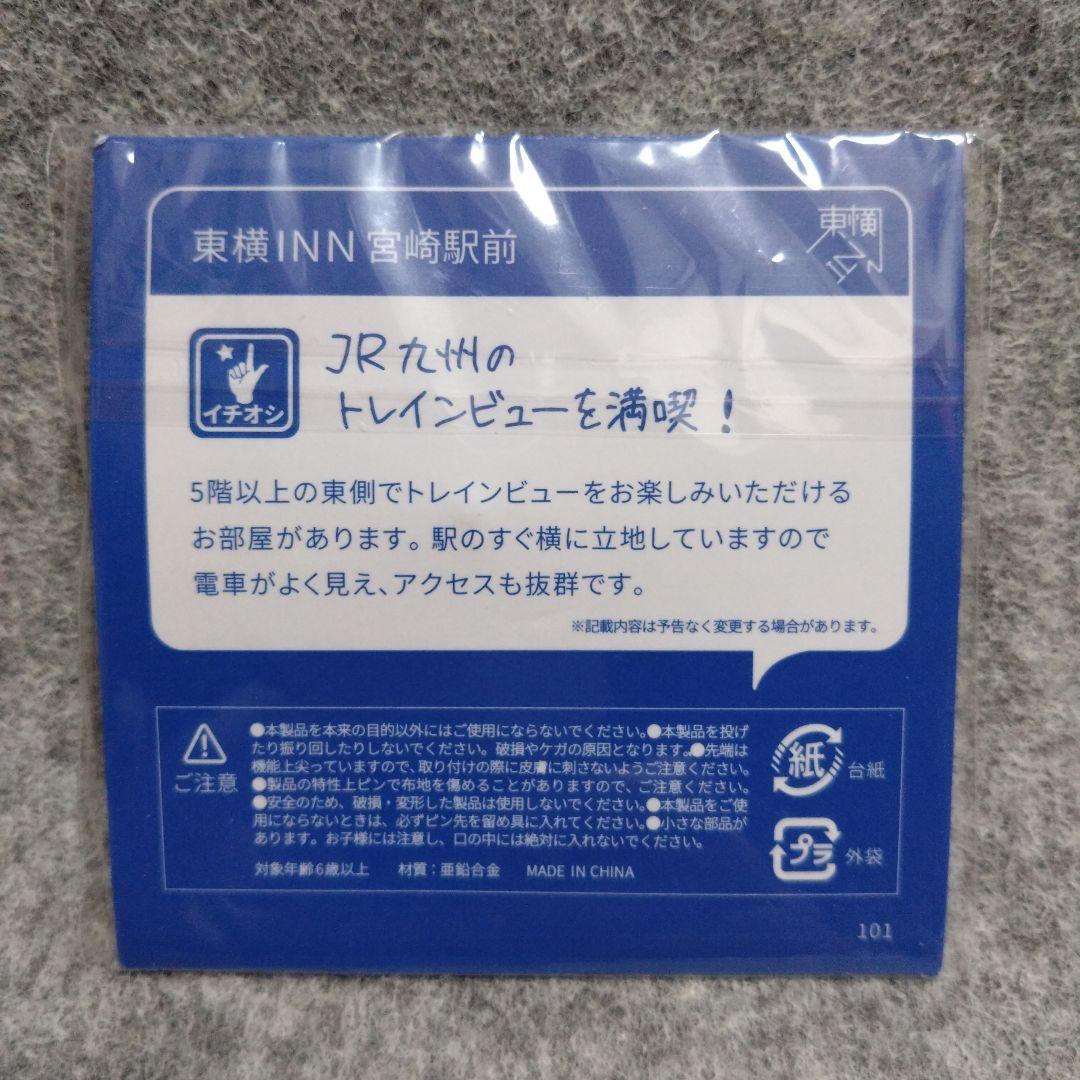 東横INN 宮崎駅前
東横
INN
イチオシ
JR九州の
トレインビューを満喫!
5階以上の東側でトレインビューをお楽しみいただける
お部屋があります。駅のすぐ横に立地していますので
電車がよく見え、アクセスも抜群です。
※記載内容は予告なく変更する場合があります。
ご注意
●本製品を本来の目的以外にはご使用にならないでください。●本製品を投げ
たり振り回したりしないでください。破損やケガの原因となります。●先端は
機能上尖っていますので、取り付けの際に皮膚に刺さないようご注意ください。
●製品の特性上ピンで布地を傷めることがありますので、ご注意ください。
●安全のため、破損・変形した製品は使用しないでください。●本製品をご使
用にならないときは、必ずピン先を留め具に入れてください。●小さな部品が
あります。お子様には注意し、口の中には絶対に入れないでください。
対象年齢6歳以上 材質:亜鉛合金 MADE IN CHINA
紙 台紙
プラ 外袋
101